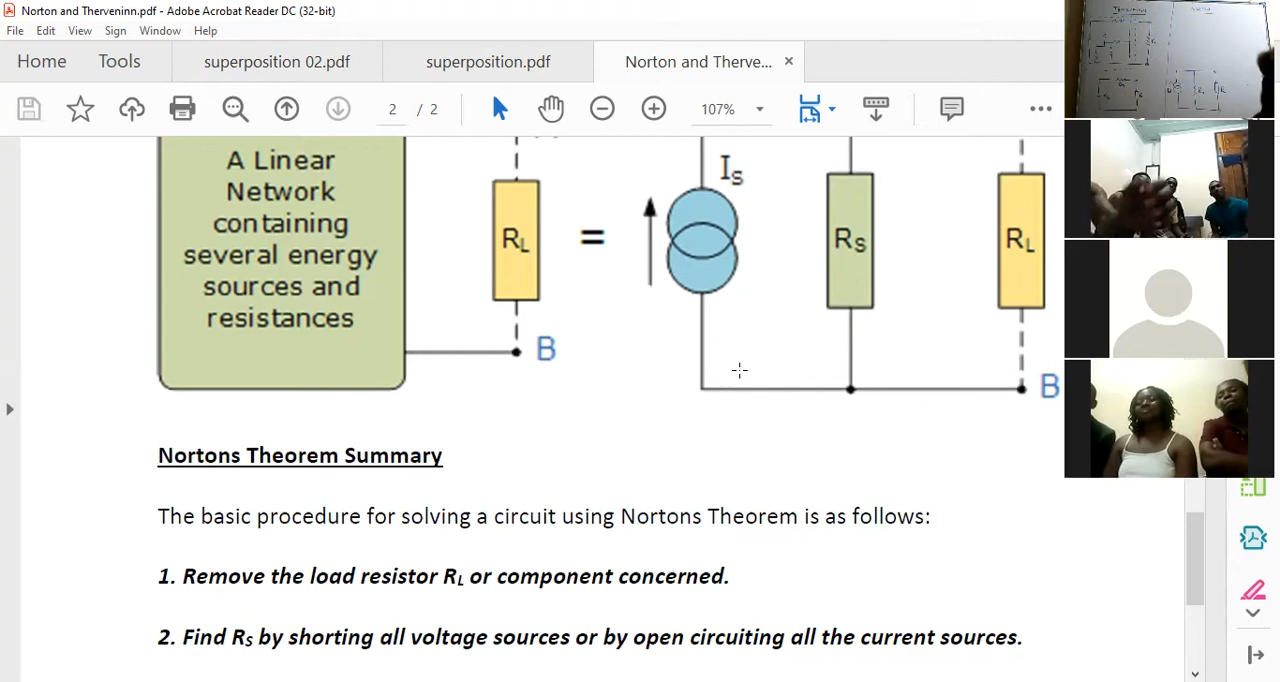 Norton and Therveninn.pdf - Adobe Acrobat Reader DC (32-bit)
File Edit View Sign Window Help
Home Tools superposition 02.pdf superposition.pdf Norton and Therve... ×
2 / 2 107%
A Linear
Network
containing
several energy
sources and
resistances
RL
B
=
IS
RS
RL
B
Nortons Theorem Summary
The basic procedure for solving a circuit using Nortons Theorem is as follows:
1. Remove the load resistor RL or component concerned.
2. Find RS by shorting all voltage sources or by open circuiting all the current sources.